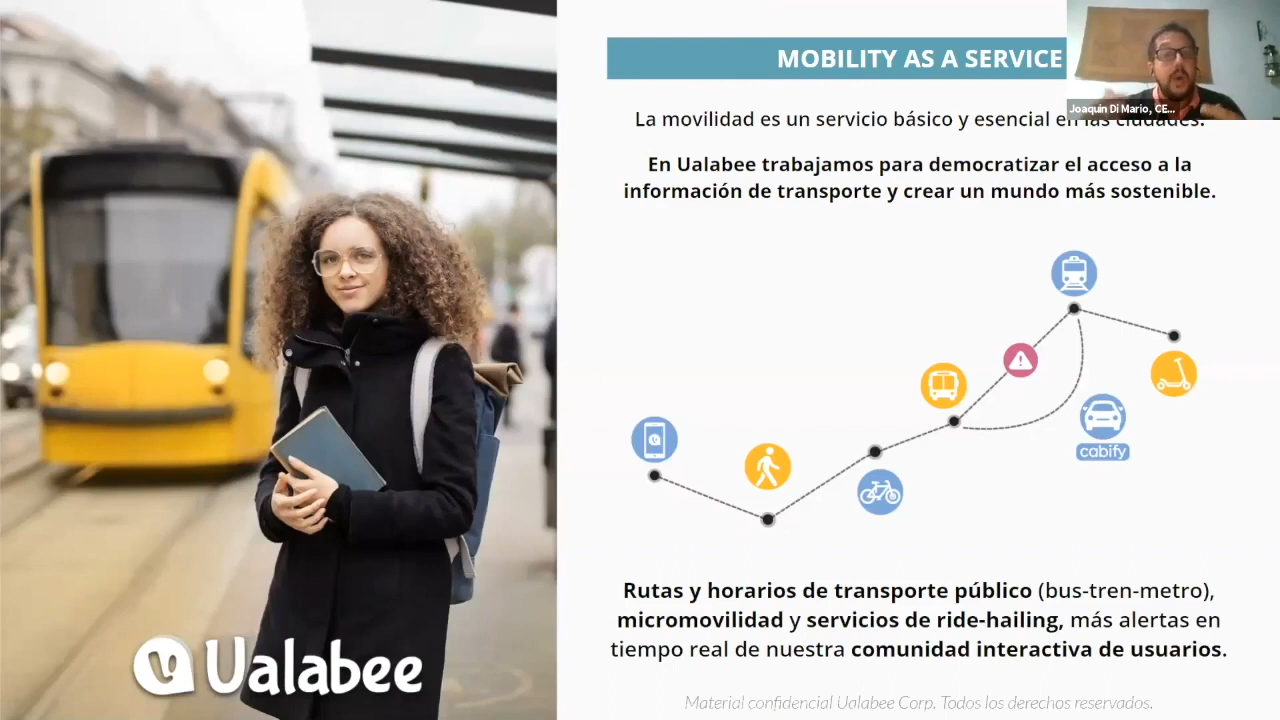 MOBILITY AS A SERVICE
Joaquin Di Mario, CE...
La movilidad es un servicio básico y esencial en las ciudades.
En Ualabee trabajamos para democratizar el acceso a la
información de transporte y crear un mundo más sostenible.
cabify
Rutas y horarios de transporte público (bus-tren-metro),
micromovilidad y servicios de ride-hailing, más alertas en
tiempo real de nuestra comunidad interactiva de usuarios.
Ualabee
Material confidencial Ualabee Corp. Todos los derechos reservados.